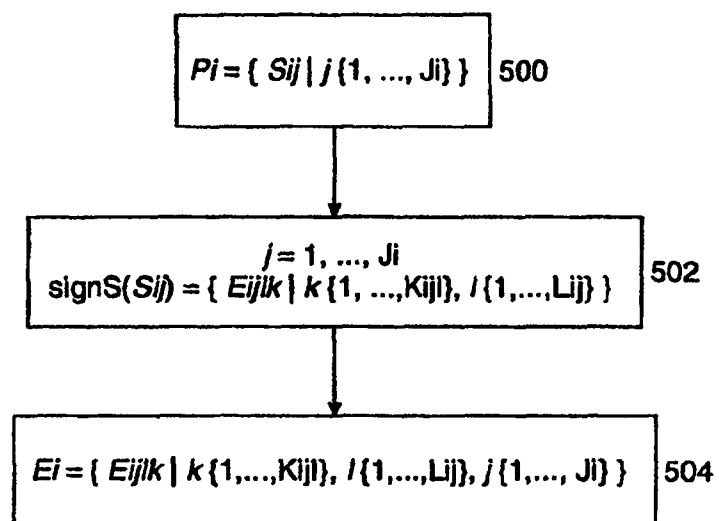 Pi = { Sij | j {1, ..., Ji} } 500
j = 1, ..., Ji
signS(Sij) = { Eijlk | k {1, ...,Kijl}, l {1,...,Lij} } 502
Ei = { Eijlk | k {1,...,Kijl}, l {1,...,Lij}, j {1,..., Ji} } 504